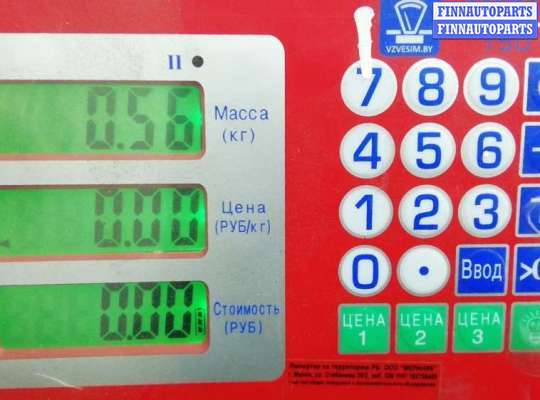 FINNAUTOPARTS
FINNAUTOPARTS
VZVESIM.BY
II
0.56
Масса
(кг)
7 8 9
4 5 6
0.00
Цена
(РУБ/кг)
1 2 3
0.00
Стоимость
(РУБ)
0 • Ввод
ЦЕНА ЦЕНА ЦЕНА
1 2 3